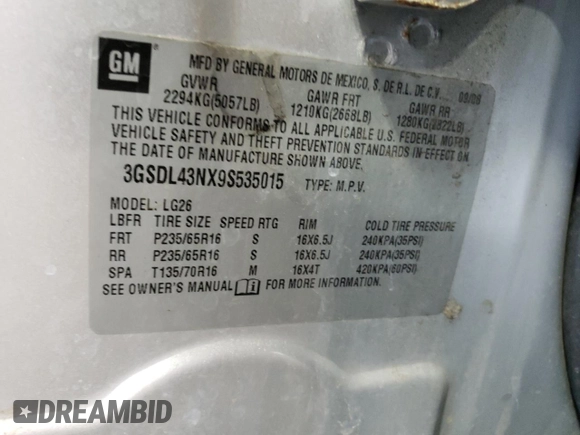 GM
MFD BY GENERAL MOTORS DE MEXICO, S. DE R.L. DE C.V. 09/08
GVWR GAWR FRT GAWR RR
2294KG(5057LB) 1210KG(2668LB) 1280KG(2822LB)
THIS VEHICLE CONFORMS TO ALL APPLICABLE U.S. FEDERAL MOTOR
VEHICLE SAFETY AND THEFT PREVENTION STANDARDS IN EFFECT ON
THE DATE OF MANUFACTURE SHOWN ABOVE.
3GSDL43NX9S535015 TYPE: M.P.V.
MODEL: LG26
LBFR TIRE SIZE SPEED RTG RIM COLD TIRE PRESSURE
FRT P235/65R16 S 16X6.5J 240KPA(35PSI)
RR P235/65R16 S 16X6.5J 240KPA(35PSI)
SPA T135/70R16 M 16X4T 420KPA(60PSI)
SEE OWNER'S MANUAL FOR MORE INFORMATION.
DREAMBID